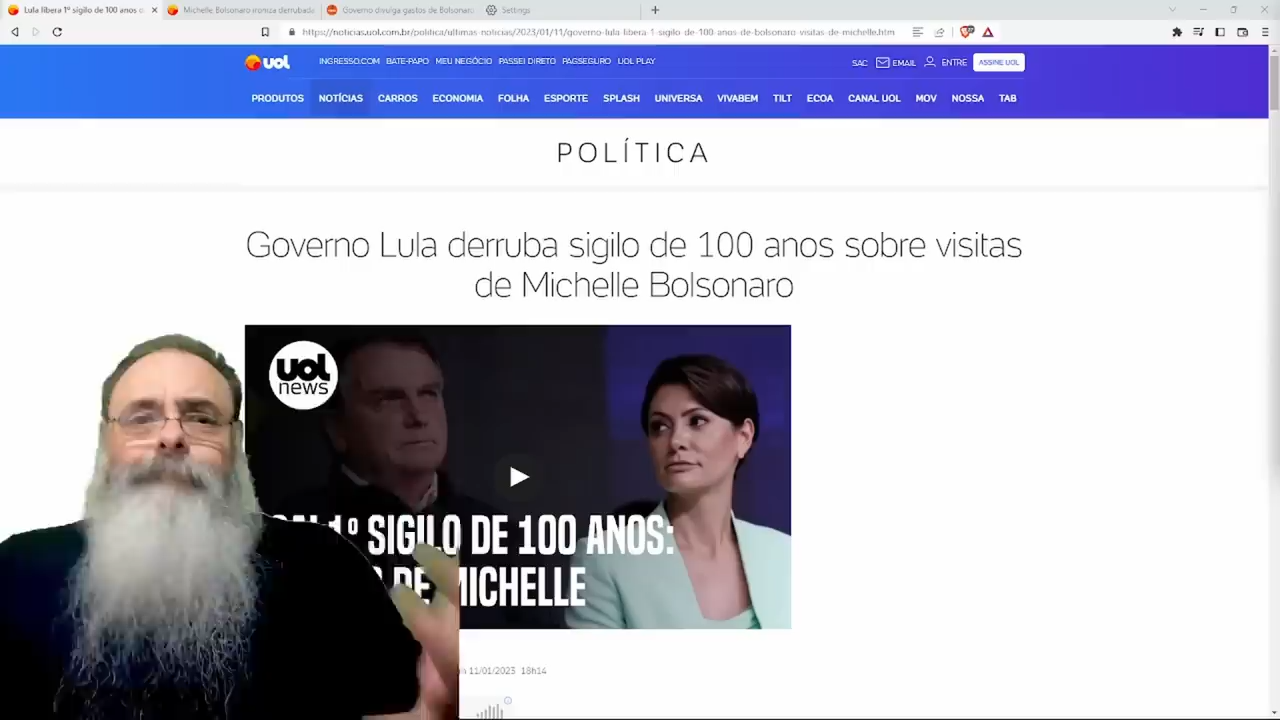 Lula libera 1º sigilo de 100 anos d
Michelle Bolsonaro ironiza derrubada
Governo divulga gastos de Bolsonar
Settings
https://noticias.uol.com.br/politica/ultimas-noticias/2023/01/11/governo-lula-libera-1-sigilo-de-100-anos-de-bolsonaro-visitas-de-michelle.htm
uol
INGRESSO.COM BATE-PAPO MEU NEGÓCIO PASSEI DIRETO PAGSEGURO UOL PLAY
SAC EMAIL ENTRE ASSINE UOL
PRODUTOS NOTÍCIAS CARROS ECONOMIA FOLHA ESPORTE SPLASH UNIVERSA VIVABEM TILT ECOA CANAL UOL MOV NOSSA TAB
POLÍTICA
Governo Lula derruba sigilo de 100 anos sobre visitas
de Michelle Bolsonaro
uol
news
1º SIGILO DE 100 ANOS:
DE MICHELLE
11/01/2023 18h14